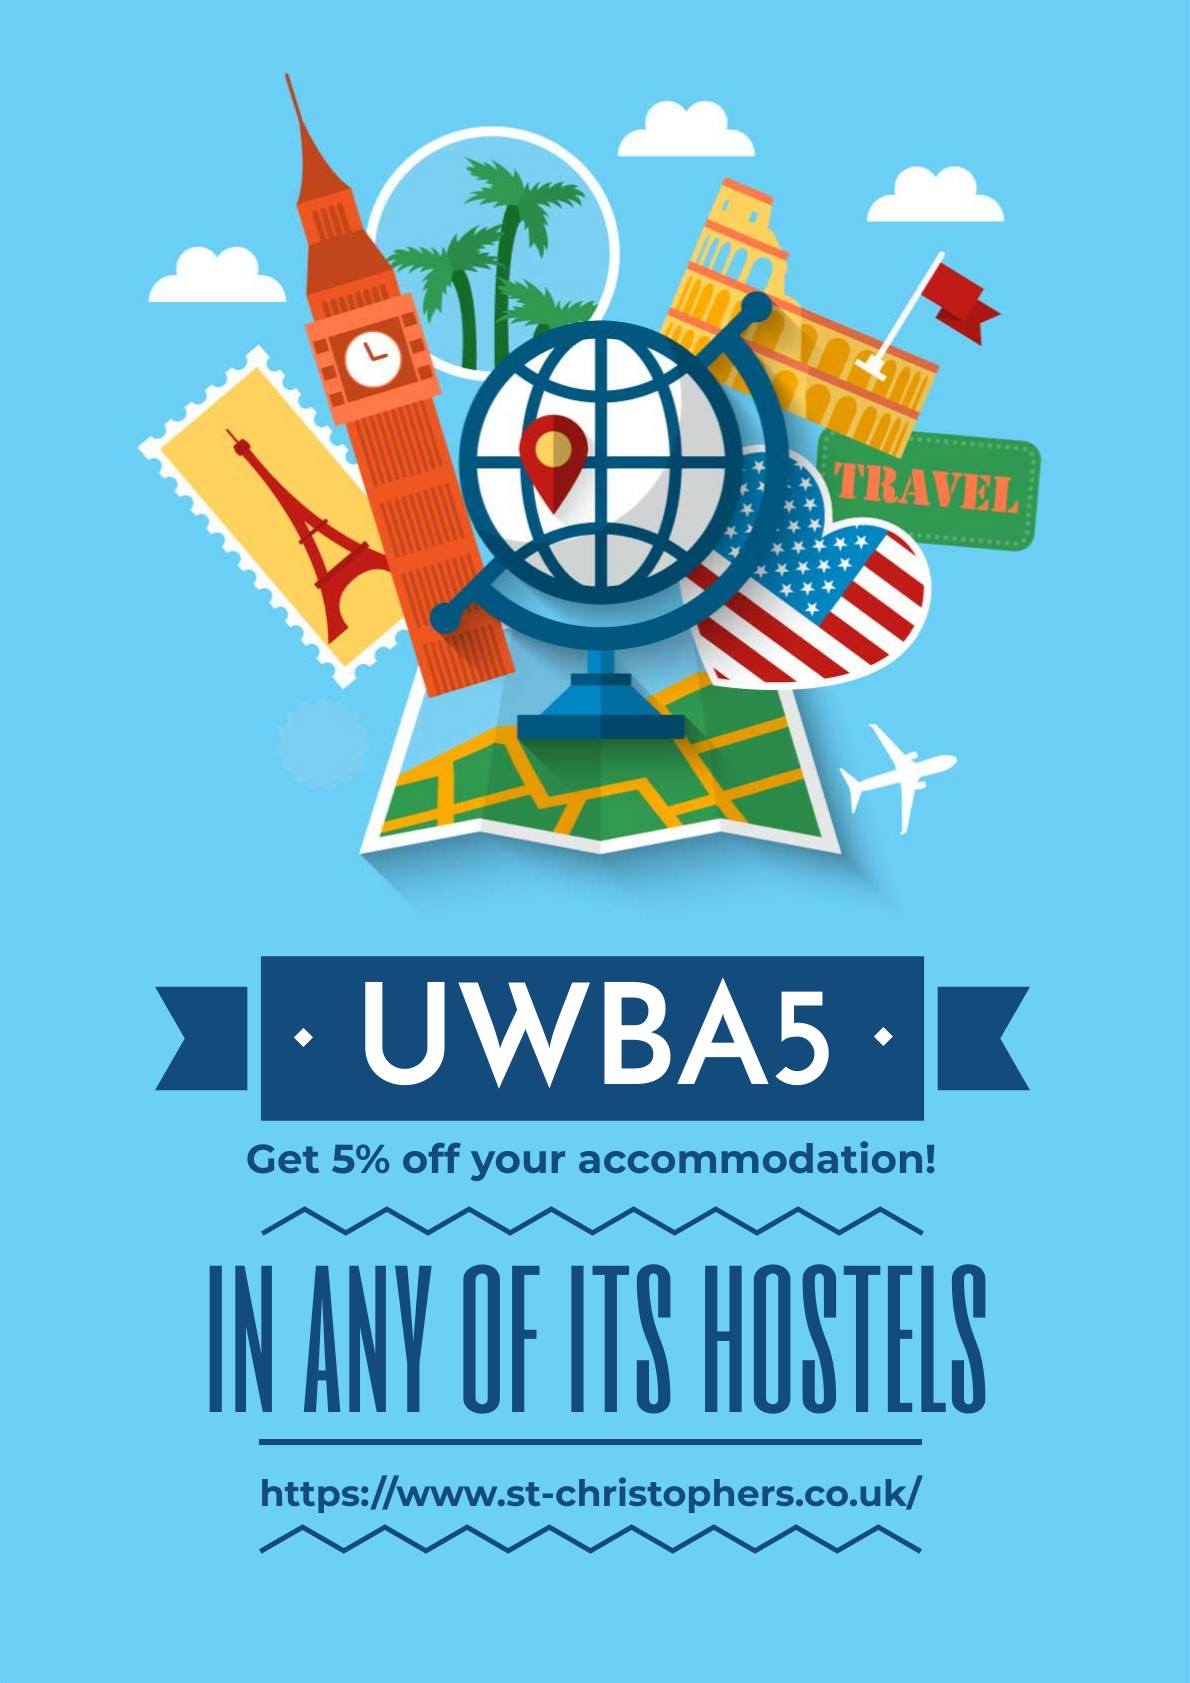 TRAVEL
UWBA5
Get 5% off your accommodation!
IN ANY OF ITS HOSTELS
https://www.st-christophers.co.uk/